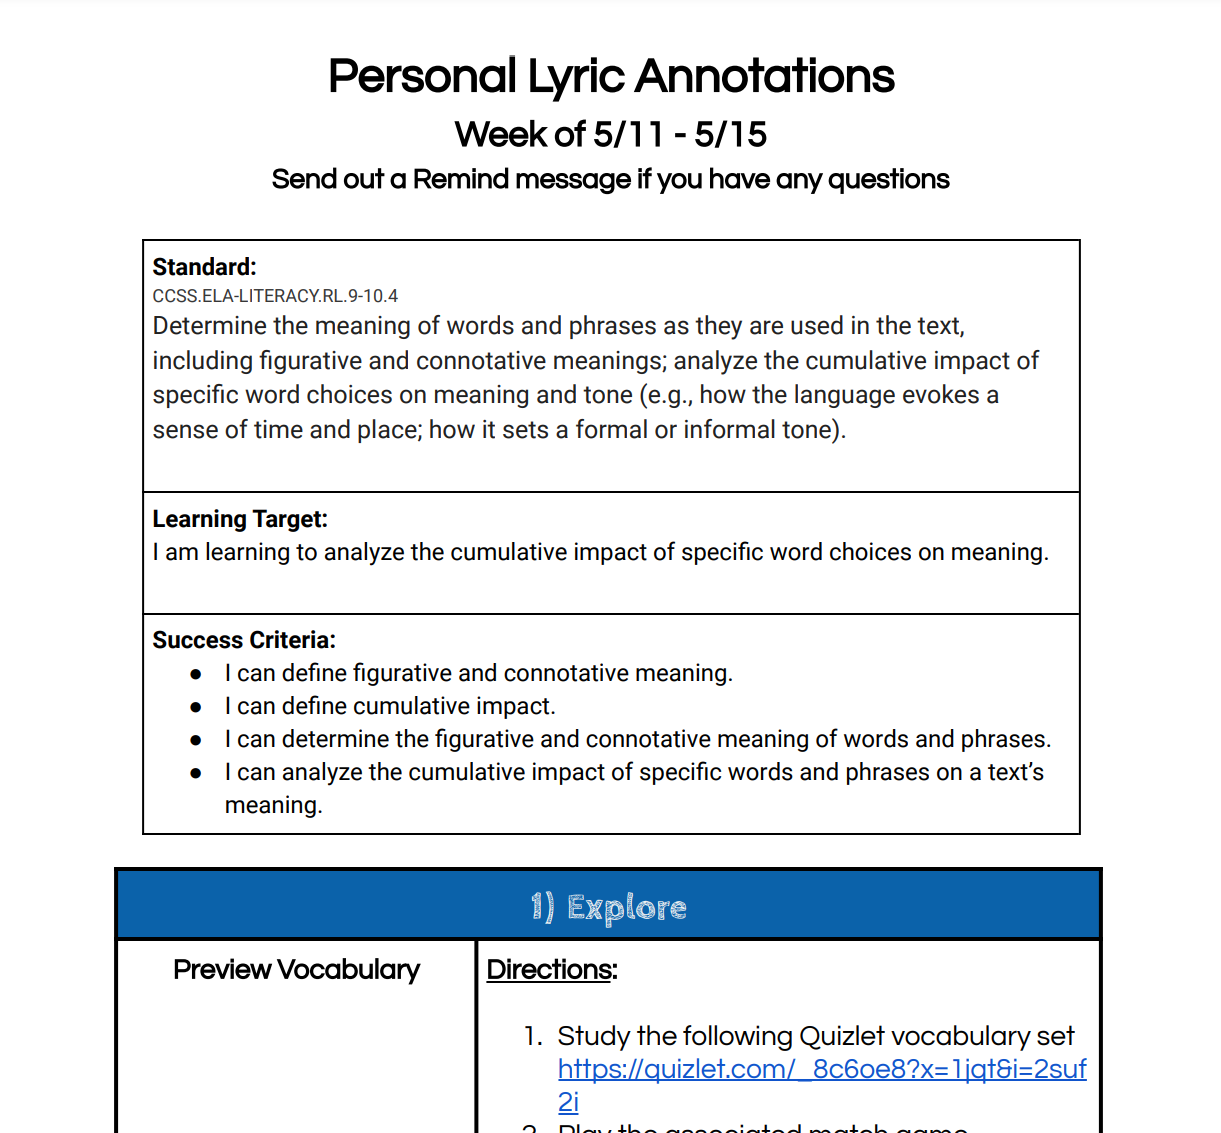 Personal Lyric Annotations
Week of 5/11 - 5/15
Send out a Remind message if you have any questions
Standard:
CCSS.ELA-LITERACY.RL.9-10.4
Determine the meaning of words and phrases as they are used in the text,
including figurative and connotative meanings; analyze the cumulative impact of
specific word choices on meaning and tone (e.g., how the language evokes a
sense of time and place; how it sets a formal or informal tone).
Learning Target:
I am learning to analyze the cumulative impact of specific word choices on meaning.
Success Criteria:
● I can define figurative and connotative meaning.
● I can define cumulative impact.
● I can determine the figurative and connotative meaning of words and phrases.
● I can analyze the cumulative impact of specific words and phrases on a text's
meaning.
1) Explore
Preview Vocabulary
Directions:
1. Study the following Quizlet vocabulary set
https://quizlet.com/_8c6oe8?x=1jqt&i=2suf
2i
2. Play the associated match game